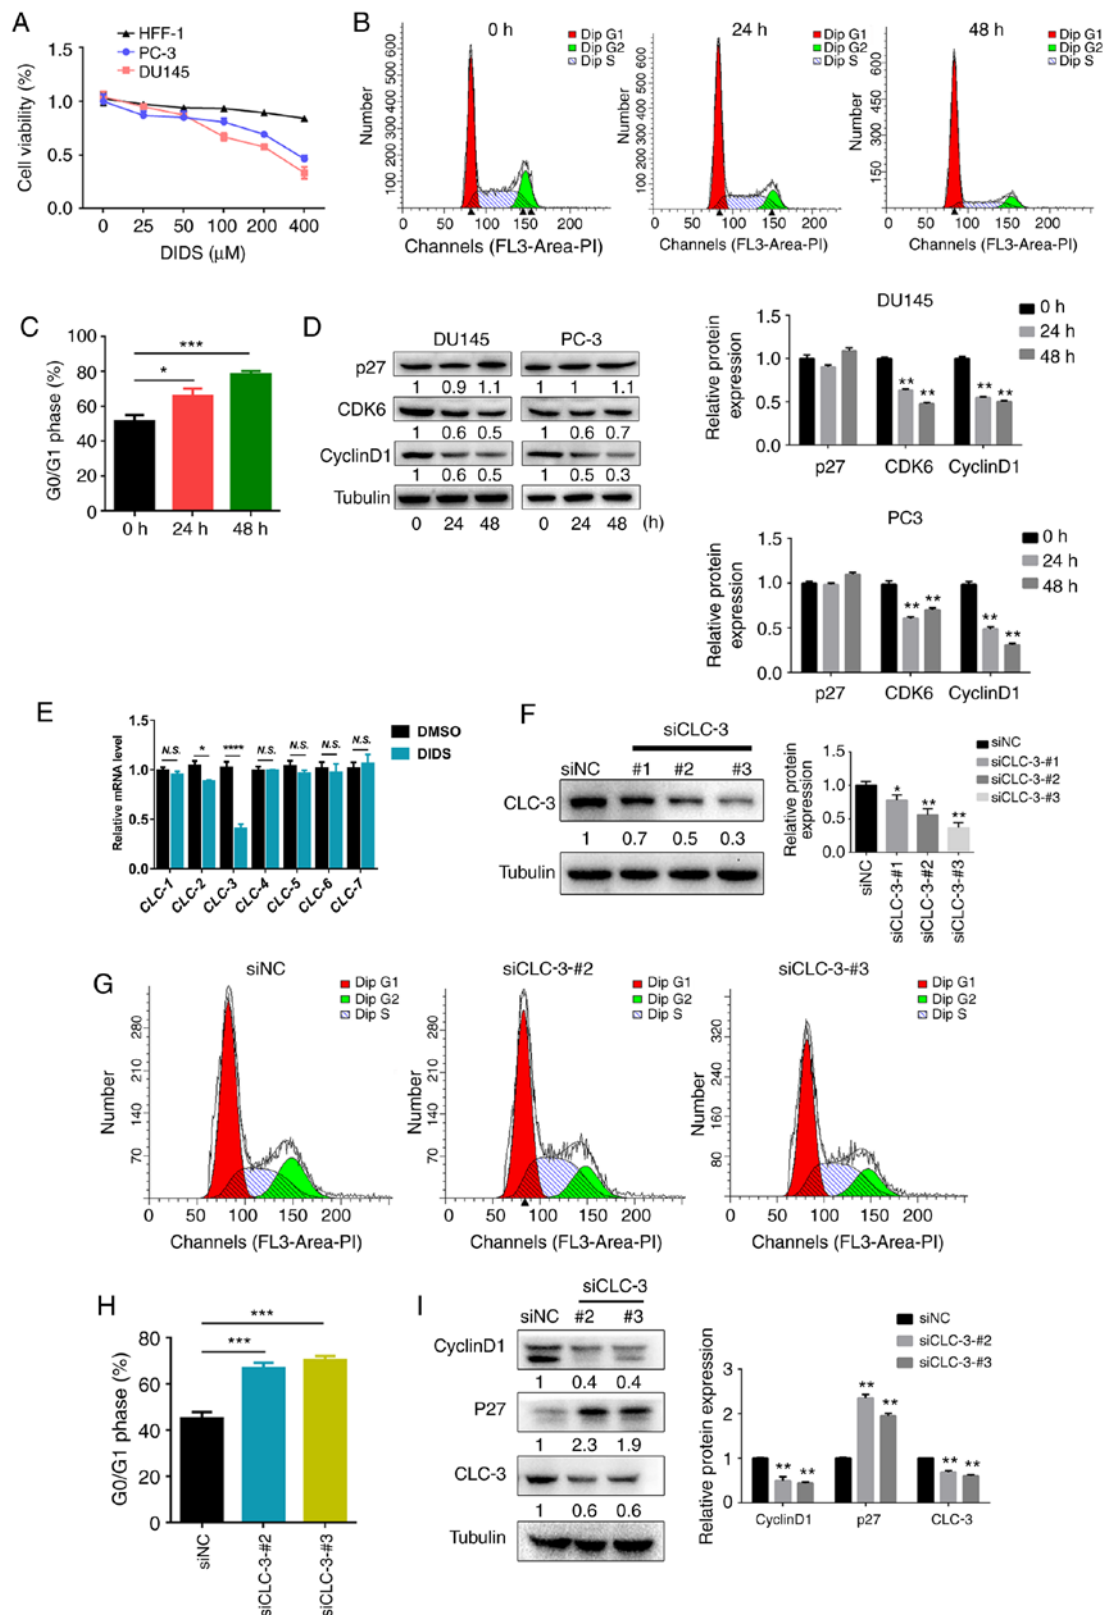 A
HFF-1
PC-3
DU145
Cell viability (%)
1.5
1.0
0.5
0.0
0 25 50 100 200 400
DIDS (μM)
B
0 h
Dip G1
Dip G2
Dip S
Number
600
500
400
300
200
100
0 50 100 150 200
Channels (FL3-Area-PI)
24 h
Dip G1
Dip G2
Dip S
Number
700
600
500
400
300
200
100
0 50 100 150 200
Channels (FL3-Area-PI)
48 h
Dip G1
Dip G2
Dip S
Number
600
450
300
150
0 50 100 150 200
Channels (FL3-Area-PI)
C
G0/G1 phase (%)
100
80
60
40
20
0
***
*
0 h 24 h 48 h
D
DU145 PC-3
p27
1 0.9 1.1 1 1 1.1
CDK6
1 0.6 0.5 1 0.6 0.7
CyclinD1
1 0.6 0.5 1 0.5 0.3
Tubulin
0 24 48 0 24 48 (h)
DU145
0 h
24 h
48 h
Relative protein
expression
1.5
1.0
0.5
0.0
** **
** **
p27 CDK6 CyclinD1
PC3
0 h
24 h
48 h
Relative protein
expression
1.5
1.0
0.5
0.0
** **
** **
p27 CDK6 CyclinD1
E
Relative mRNA level
1.5
1.0
0.5
0.0
N.S. * **** N.S. N.S. N.S. N.S.
DMSO
DIDS
CLC-1 CLC-2 CLC-3 CLC-4 CLC-5 CLC-6 CLC-7
F
siCLC-3
siNC #1 #2 #3
CLC-3
1 0.7 0.5 0.3
Tubulin
siNC
siCLC-3-#1
siCLC-3-#2
siCLC-3-#3
Relative protein
expression
1.5
1.0
0.5
0.0
* ** **
siNC siCLC-3-#1 siCLC-3-#2 siCLC-3-#3
G
siNC
Dip G1
Dip G2
Dip S
Number
280
210
140
70
0 50 100 150 200
Channels (FL3-Area-PI)
siCLC-3-#2
Dip G1
Dip G2
Dip S
Number
280
210
140
70
0 50 100 150 200
Channels (FL3-Area-PI)
siCLC-3-#3
Dip G1
Dip G2
Dip S
Number
320
240
160
80
0 50 100 150 200
Channels (FL3-Area-PI)
H
G0/G1 phase (%)
80
60
40
20
0
***
***
siNC siCLC-3-#2 siCLC-3-#3
I
siCLC-3
siNC #2 #3
CyclinD1
1 0.4 0.4
P27
1 2.3 1.9
CLC-3
1 0.6 0.6
Tubulin
siNC
siCLC-3-#2
siCLC-3-#3
Relative protein expression
3
2
1
0
** ** ** ** ** **
CyclinD1 p27 CLC-3